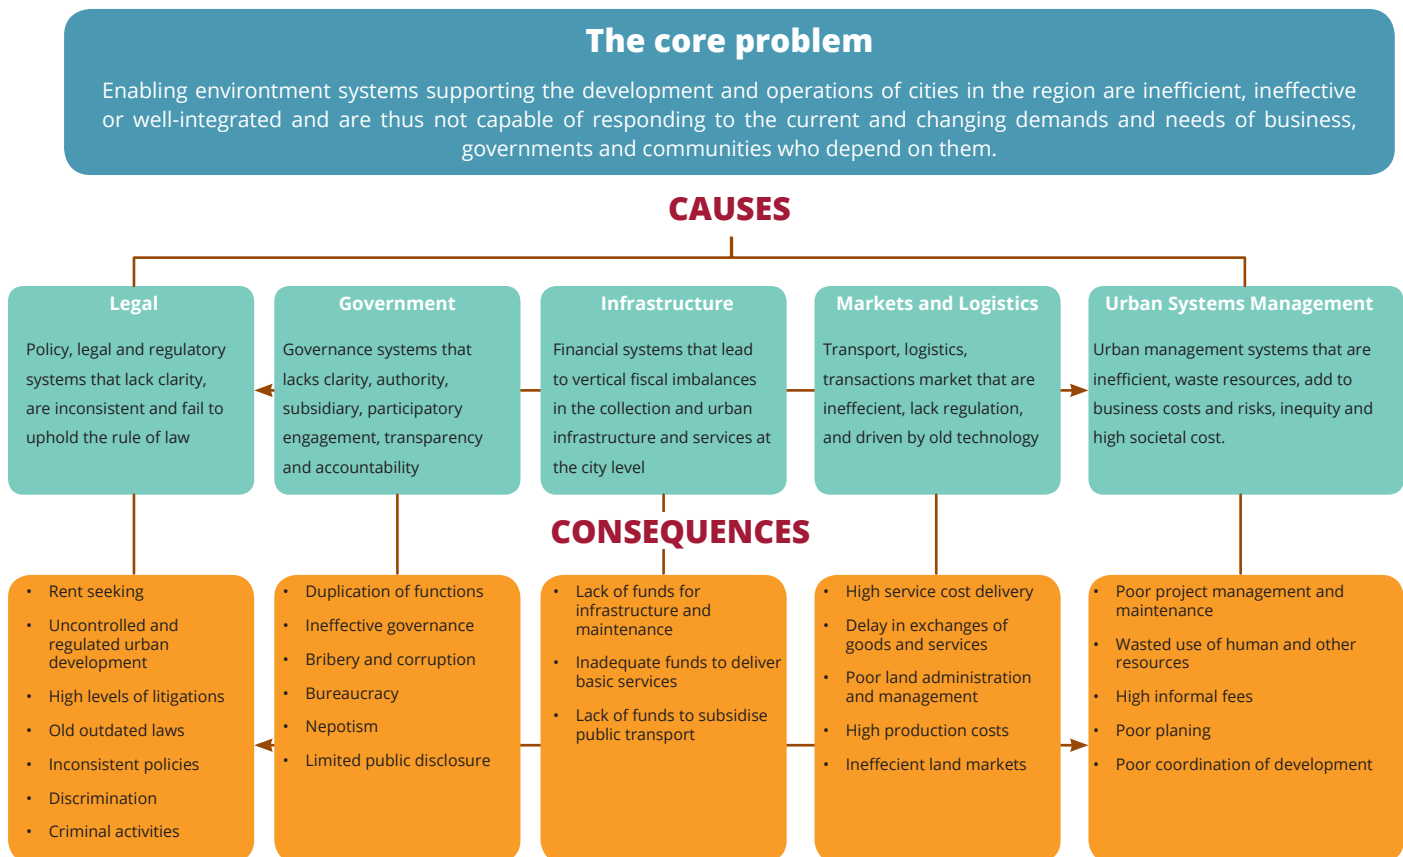 The core problem
Enabling environtment systems supporting the development and operations of cities in the region are inefficient, ineffective
or well-integrated and are thus not capable of responding to the current and changing demands and needs of business,
governments and communities who depend on them.
CAUSES
Legal
Policy, legal and regulatory
systems that lack clarity,
are inconsistent and fail to
uphold the rule of law
Government
Governance systems that
lacks clarity, authority,
subsidiary, participatory
engagement, transparency
and accountability
Infrastructure
Financial systems that lead
to vertical fiscal imbalances
in the collection and urban
infrastructure and services at
the city level
Markets and Logistics
Transport, logistics,
transactions market that are
ineffecient, lack regulation,
and driven by old technology
Urban Systems Management
Urban management systems that are
inefficient, waste resources, add to
business costs and risks, inequity and
high societal cost.
CONSEQUENCES
• Rent seeking
• Uncontrolled and
regulated urban
development
• High levels of litigations
• Old outdated laws
• Inconsistent policies
• Discrimination
• Criminal activities
• Duplication of functions
• Ineffective governance
• Bribery and corruption
• Bureaucracy
• Nepotism
• Limited public disclosure
• Lack of funds for
infrastructure and
maintenance
• Inadequate funds to deliver
basic services
• Lack of funds to subsidise
public transport
• High service cost delivery
• Delay in exchanges of
goods and services
• Poor land administration
and management
• High production costs
• Ineffecient land markets
• Poor project management and
maintenance
• Wasted use of human and other
resources
• High informal fees
• Poor planing
• Poor coordination of development